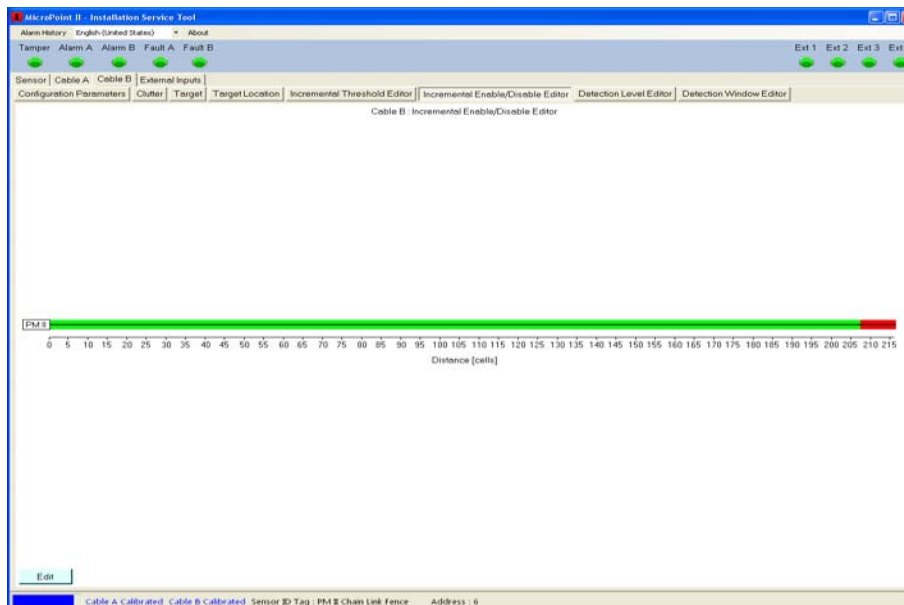 MicroPoint II - Installation Service Tool
Alarm History English (United States) About
Tamper Alarm A Alarm B Fault A Fault B Ext 1 Ext 2 Ext 3 Ext
Sensor Cable A Cable B External Inputs
Configuration Parameters Clutter Target Target Location Incremental Threshold Editor Incremental Enable/Disable Editor Detection Level Editor Detection Window Editor
Cable B : Incremental Enable/Disable Editor
PM II
0 5 10 15 20 25 30 35 40 45 50 55 60 65 70 75 80 85 90 95 100 105 110 115 120 125 130 135 140 145 150 155 160 165 170 175 180 185 190 195 200 205 210 215
Distance [cells]
Edit
Cable A Calibrated Cable B Calibrated Sensor ID Tag : PM II Chain Link Fence Address : 6